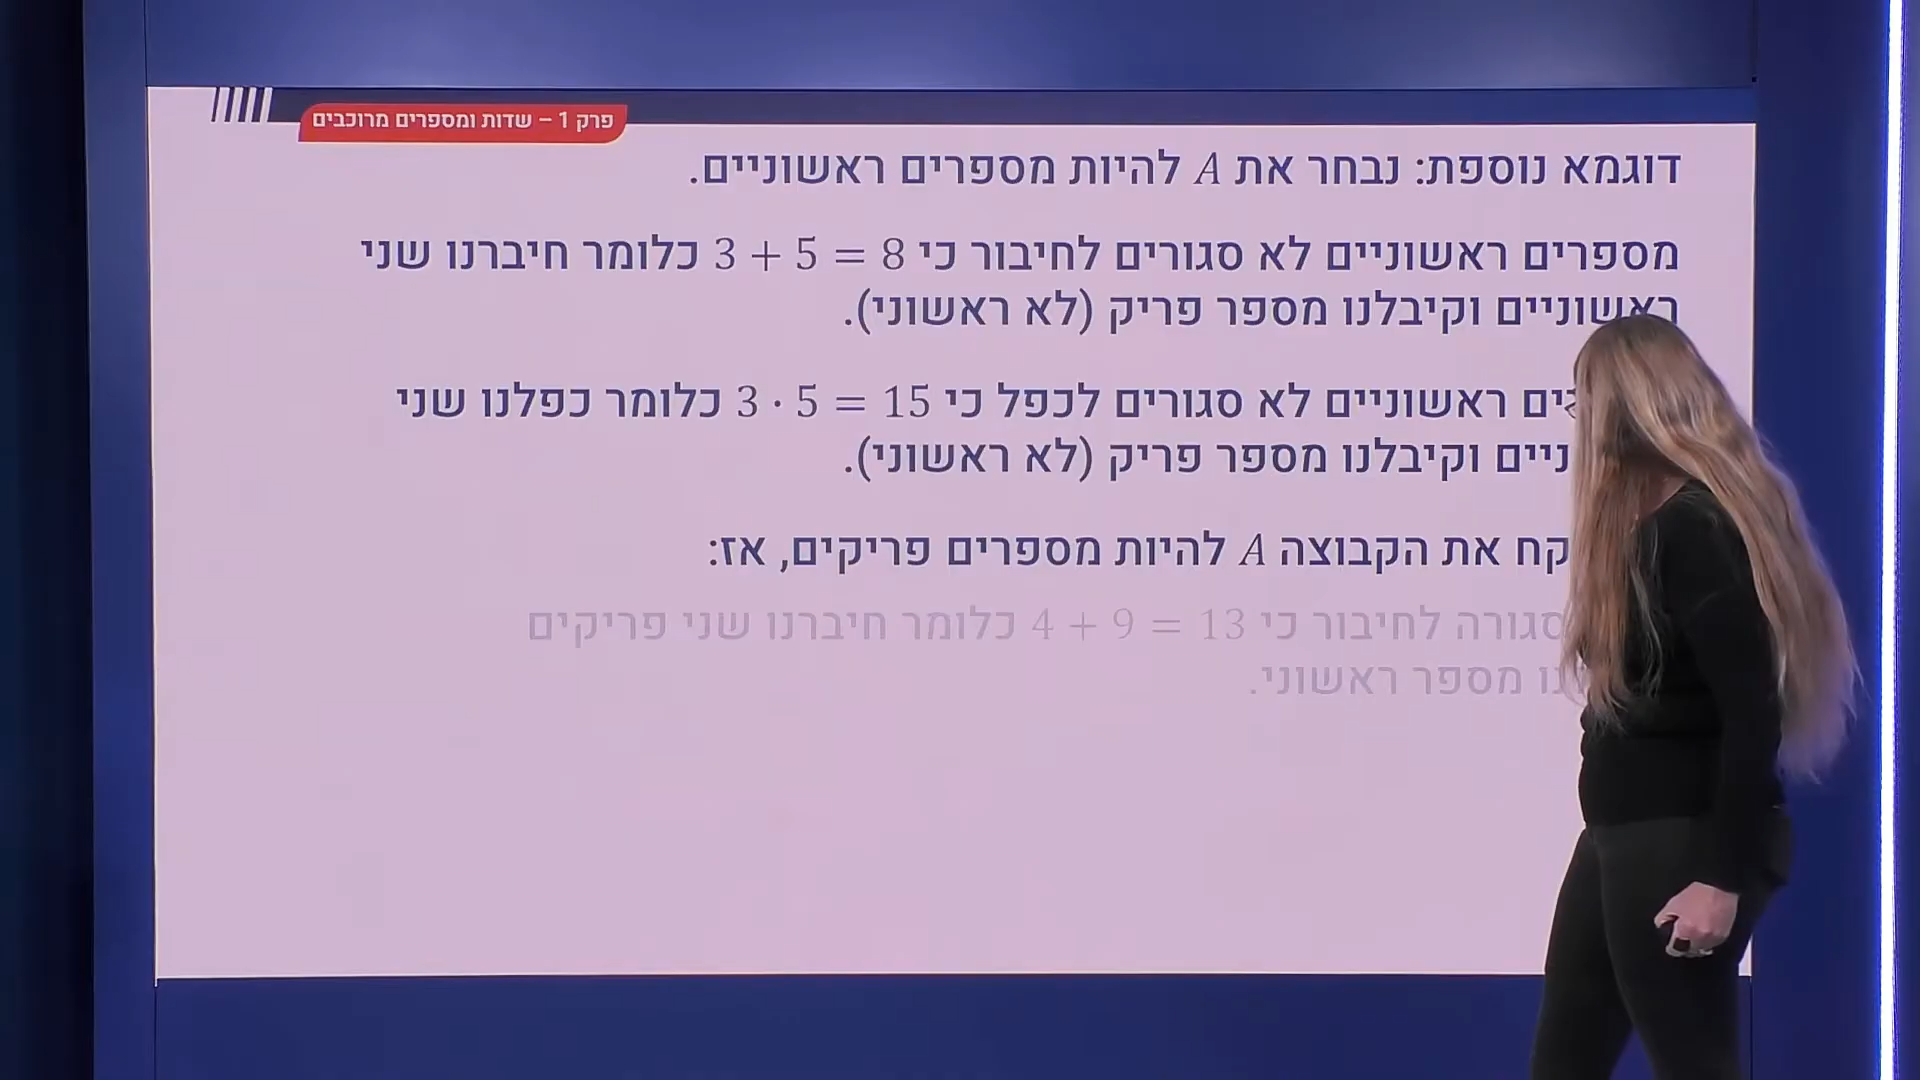 פרק 1 – שדות ומספרים מרוכבים
דוגמא נוספת: נבחר את A להיות מספרים ראשוניים.
מספרים ראשוניים לא סגורים לחיבור כי 3 + 5 = 8 כלומר חיברנו שני
ראשוניים וקיבלנו מספר פריק (לא ראשוני).
ראשוניים לא סגורים לכפל כי 3 · 5 = 15 כלומר כפלנו שני
וקיבלנו מספר פריק (לא ראשוני).
את הקבוצה A להיות מספרים פריקים, אז:
סגורה לחיבור כי 4 + 9 = 13 כלומר חיברנו שני פריקים
מספר ראשוני.